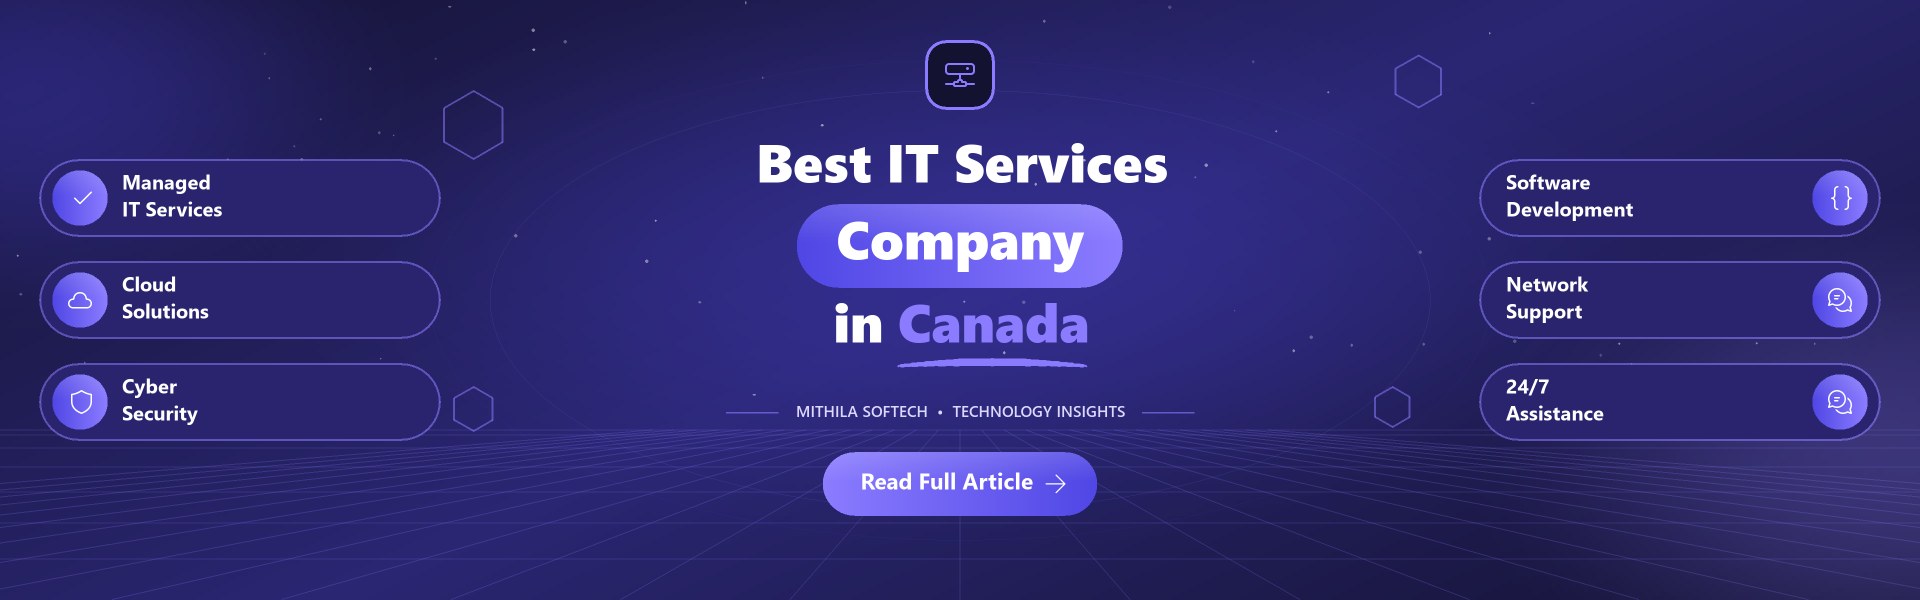 Best IT Services
Company
in Canada
MITHILA SOFTECH • TECHNOLOGY INSIGHTS
Read Full Article →
Managed
IT Services
Cloud
Solutions
Cyber
Security
Software
Development
{}
Network
Support
24/7
Assistance